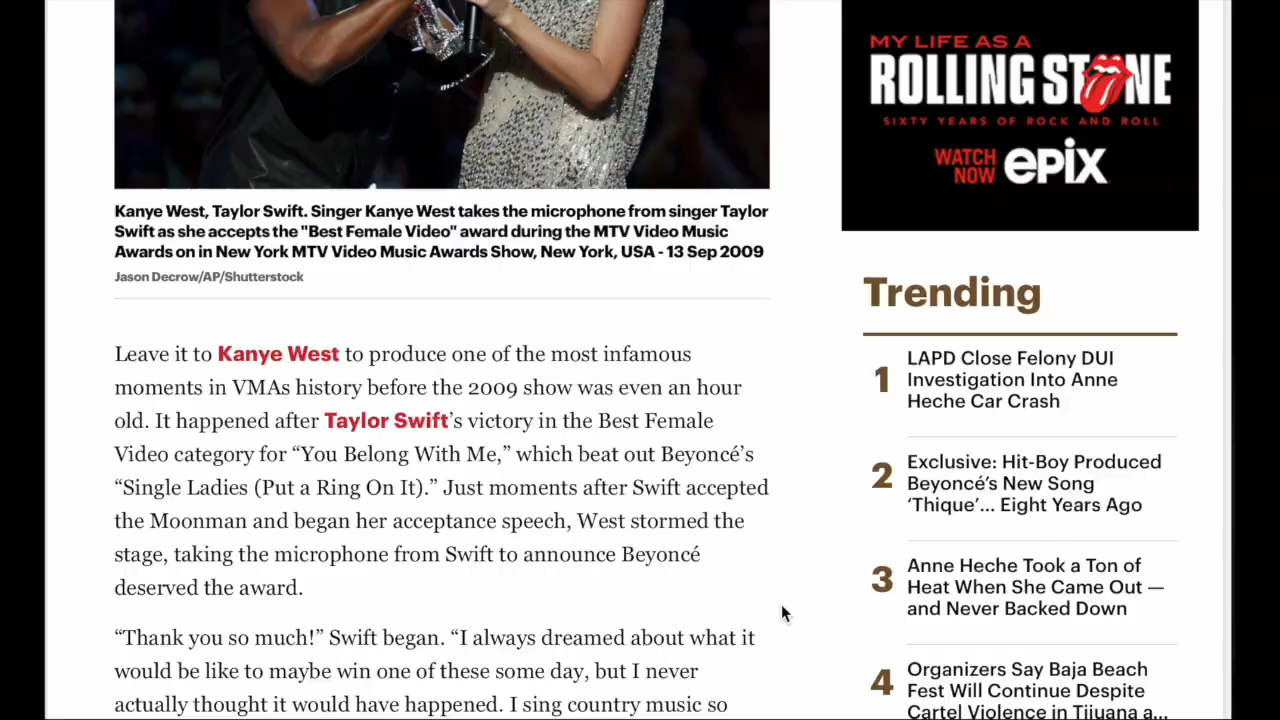 MY LIFE AS A
ROLLING STONE
SIXTY YEARS OF ROCK AND ROLL
WATCH
NOW
epix
Kanye West, Taylor Swift. Singer Kanye West takes the microphone from singer Taylor
Swift as she accepts the "Best Female Video" award during the MTV Video Music
Awards on in New York MTV Video Music Awards Show, New York, USA - 13 Sep 2009
Jason Decrow/AP/Shutterstock
Leave it to Kanye West to produce one of the most infamous
moments in VMAs history before the 2009 show was even an hour
old. It happened after Taylor Swift’s victory in the Best Female
Video category for “You Belong With Me,” which beat out Beyoncé’s
“Single Ladies (Put a Ring On It).” Just moments after Swift accepted
the Moonman and began her acceptance speech, West stormed the
stage, taking the microphone from Swift to announce Beyoncé
deserved the award.
“Thank you so much!” Swift began. “I always dreamed about what it
would be like to maybe win one of these some day, but I never
actually thought it would have happened. I sing country music so
Trending
1
LAPD Close Felony DUI
Investigation Into Anne
Heche Car Crash
2
Exclusive: Hit-Boy Produced
Beyoncé’s New Song
‘Thique’... Eight Years Ago
3
Anne Heche Took a Ton of
Heat When She Came Out —
and Never Backed Down
4
Organizers Say Baja Beach
Fest Will Continue Despite
Cartel Violence in Tijuana a...